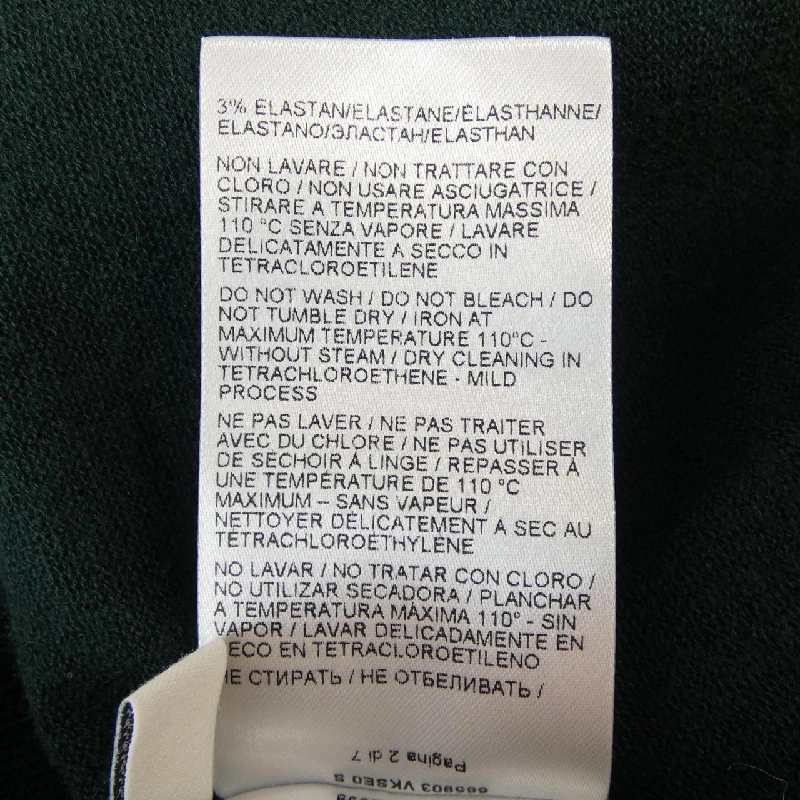 3% ELASTAN/ELASTANE/ÉLASTHANNE/
ELASTANO/ЭЛАСТАН/ELASTHAN
NON LAVARE / NON TRATTARE CON
CLORO / NON USARE ASCIUGATRICE /
STIRARE A TEMPERATURA MASSIMA
110 °C SENZA VAPORE / LAVARE
DELICATAMENTE A SECCO IN
TETRACLOROETILENE
DO NOT WASH / DO NOT BLEACH / DO
NOT TUMBLE DRY / IRON AT
MAXIMUM TEMPERATURE 110°C -
WITHOUT STEAM / DRY CLEANING IN
TETRACHLOROETHENE - MILD
PROCESS
NE PAS LAVER / NE PAS TRAITER
AVEC DU CHLORE / NE PAS UTILISER
DE SÉCHOIR À LINGE / REPASSER À
UNE TEMPÉRATURE DE 110 °C
MAXIMUM – SANS VAPEUR /
NETTOYER DÉLICATEMENT À SEC AU
TÉTRACHLOROÉTHYLÈNE
NO LAVAR / NO TRATAR CON CLORO /
NO UTILIZAR SECADORA / PLANCHAR
A TEMPERATURA MÁXIMA 110° - SIN
VAPOR / LAVAR DELICADAMENTE EN
ECO EN TETRACLOROETILENO
НЕ СТИРАТЬ / НЕ ОТБЕЛИВАТЬ /
Pagina 2 di 7
665903 VKSE0 S